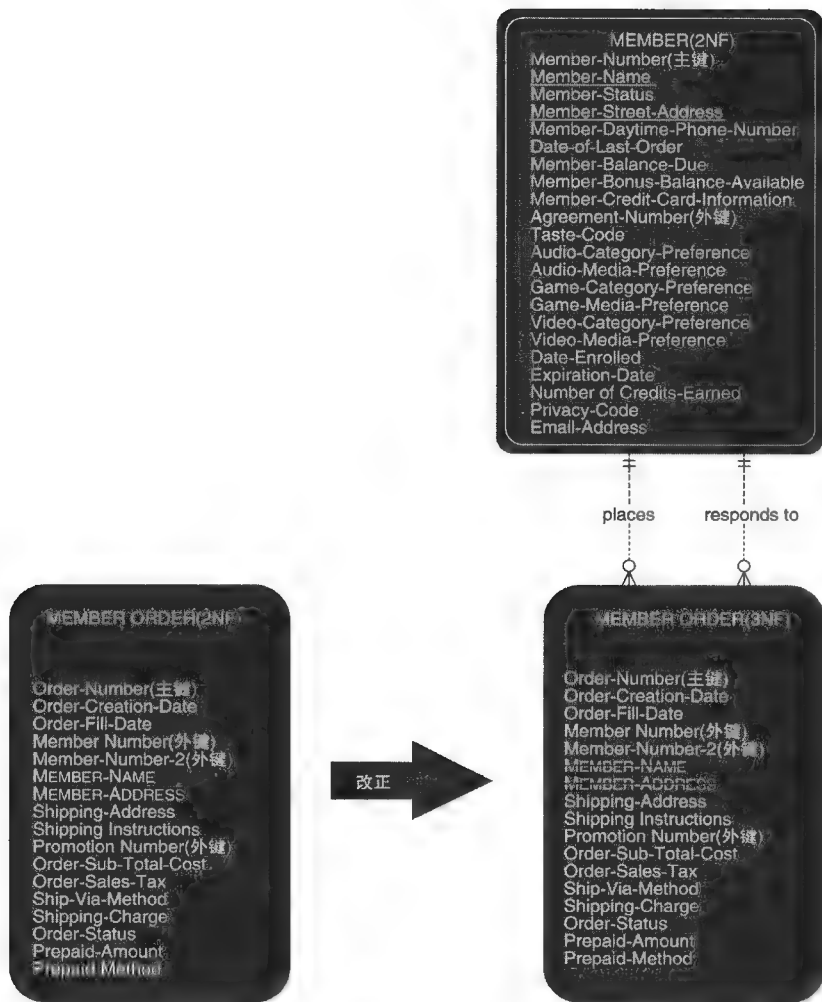 MEMBER(2NF)
Member-Number(主键)
Member-Name
Member-Status
Member-Street-Address
Member-Daytime-Phone-Number
Date-of-Last-Order
Member-Balance-Due
Member-Bonus-Balance-Available
Member-Credit-Card-Information
Agreement-Number(外键)
Taste-Code
Audio-Category-Preference
Audio-Media-Preference
Game-Category-Preference
Game-Media-Preference
Video-Category-Preference
Video-Media-Preference
Date-Enrolled
Expiration-Date
Number of Credits-Earned
Privacy-Code
Email-Address
places
responds to
MEMBER ORDER(2NF)
Order-Number(主键)
Order-Creation-Date
Order-Fill-Date
Member Number(外键)
Member-Number-2(外键)
MEMBER-NAME
MEMBER-ADDRESS
Shipping-Address
Shipping Instructions
Promotion Number(外键)
Order-Sub-Total-Cost
Order-Sales-Tax
Ship-Via-Method
Shipping-Charge
Order-Status
Prepaid-Amount
Prepaid-Method
改正
MEMBER ORDER(3NF)
Order-Number(主键)
Order-Creation-Date
Order-Fill-Date
Member Number(外键)
Member-Number-2(外键)
MEMBER-NAME
MEMBER-ADDRESS
Shipping-Address
Shipping Instructions
Promotion Number(外键)
Order-Sub-Total-Cost
Order-Sales-Tax
Ship-Via-Method
Shipping-Charge
Order-Status
Prepaid-Amount
Prepaid-Method